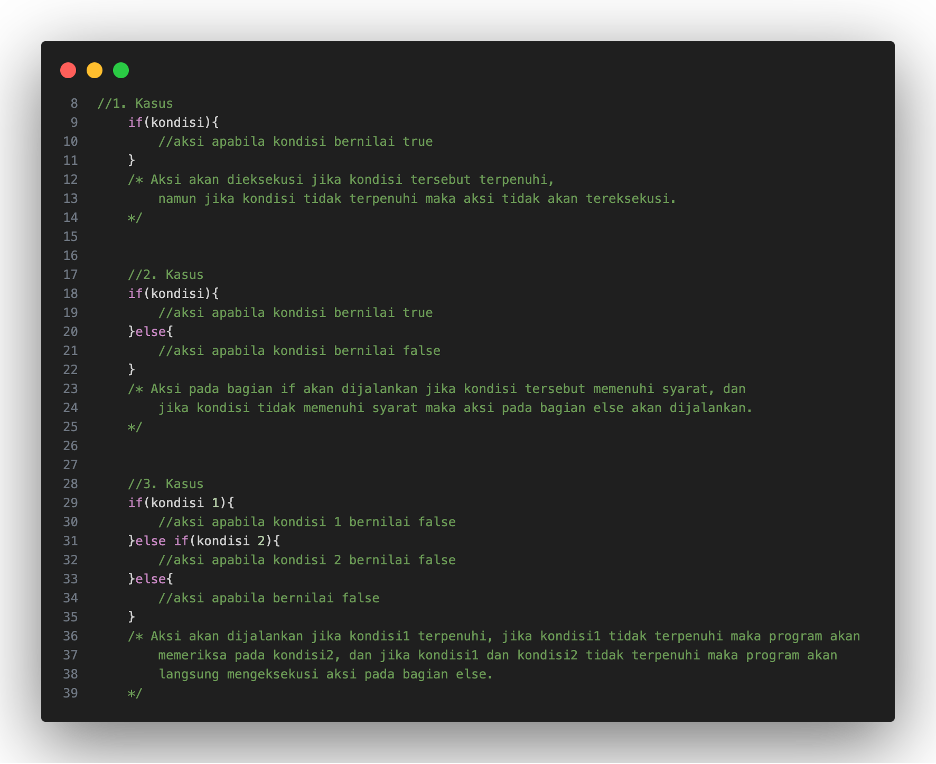 8 //1. Kasus
9 if(kondisi){
10 //aksi apabila kondisi bernilai true
11 }
12 /* Aksi akan dieksekusi jika kondisi tersebut terpenuhi,
13 namun jika kondisi tidak terpenuhi maka aksi tidak akan tereksekusi.
14 */
15
16
17 //2. Kasus
18 if(kondisi){
19 //aksi apabila kondisi bernilai true
20 }else{
21 //aksi apabila kondisi bernilai false
22 }
23 /* Aksi pada bagian if akan dijalankan jika kondisi tersebut memenuhi syarat, dan
24 jika kondisi tidak memenuhi syarat maka aksi pada bagian else akan dijalankan.
25 */
26
27
28 //3. Kasus
29 if(kondisi 1){
30 //aksi apabila kondisi 1 bernilai false
31 }else if(kondisi 2){
32 //aksi apabila kondisi 2 bernilai false
33 }else{
34 //aksi apabila bernilai false
35 }
36 /* Aksi akan dijalankan jika kondisi1 terpenuhi, jika kondisi1 tidak terpenuhi maka program akan
37 memeriksa pada kondisi2, dan jika kondisi1 dan kondisi2 tidak terpenuhi maka program akan
38 langsung mengeksekusi aksi pada bagian else.
39 */